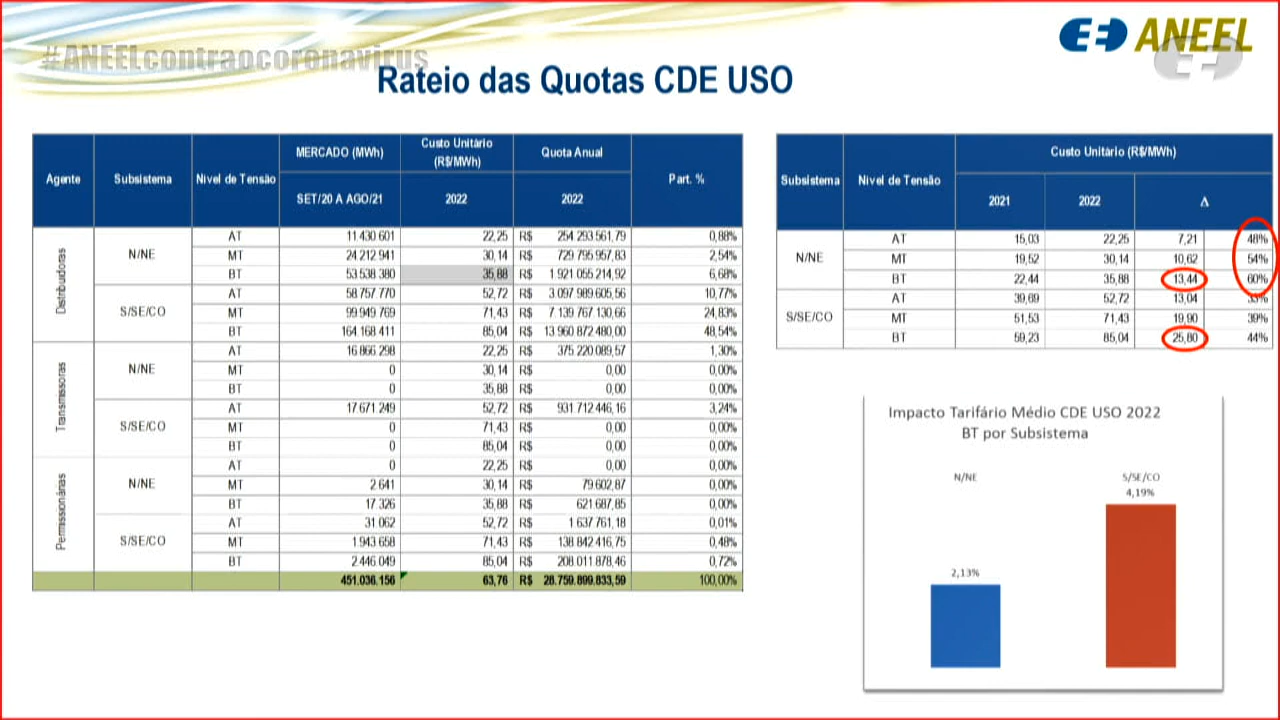 #ANEELcontraocoronavirus
ANEEL
Rateio das Quotas CDE USO
Agente Subsistema Nivel de Tensão MERCADO (MWh) Custo Unitário (R$/MWh) Quota Anual Part. %
SET/20 A AGO/21 2022 2022
Distribuidoras N/NE AT 11 430 601 22,25 R$ 254 293 561,79 0,88%
MT 24 212 941 30,14 R$ 729 795 957,83 2,54%
BT 53 538 380 35,88 R$ 1 921 055 214,92 6,68%
S/SE/CO AT 58 757 770 52,72 R$ 3 097 989 605,56 10,77%
MT 99 949 769 71,43 R$ 7 139 767 130,66 24,83%
BT 164 168 411 85,04 R$ 13 960 872 480,00 48,54%
Transmissoras N/NE AT 16 866 298 22,25 R$ 375 220 089,57 1,30%
MT 0 30,14 R$ 0,00 0,00%
BT 0 35,88 R$ 0,00 0,00%
S/SE/CO AT 17 671 249 52,72 R$ 931 712 446,16 3,24%
MT 0 71,43 R$ 0,00 0,00%
BT 0 85,04 R$ 0,00 0,00%
Permissionárias N/NE AT 0 22,25 R$ 0,00 0,00%
MT 2 641 30,14 R$ 79 602,87 0,00%
BT 17 326 35,88 R$ 621 687,85 0,00%
S/SE/CO AT 31 062 52,72 R$ 1 637 761,18 0,01%
MT 1 943 658 71,43 R$ 138 842 416,75 0,48%
BT 2 446 049 85,04 R$ 208 011 878,46 0,72%
451.036.156 63,76 R$ 28.759.899.833,59 100,00%
Subsistema Nivel de Tensão Custo Unitário (R$/MWh)
2021 2022 Δ
N/NE AT 15,03 22,25 7,21 48%
MT 19,52 30,14 10,62 54%
BT 22,44 35,88 13,44 60%
S/SE/CO AT 39,69 52,72 13,04 33%
MT 51,53 71,43 19,90 39%
BT 59,23 85,04 25,80 44%
Impacto Tarifário Médio CDE USO 2022
BT por Subsistema
N/NE
2,13%
S/SE/CO
4,19%